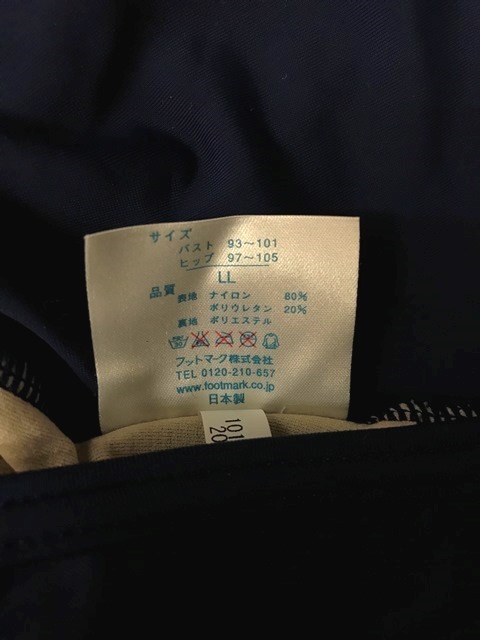 サイズ
バスト 93～101
ヒップ 97～105
LL
品質 表地 ナイロン 80%
ポリウレタン 20%
裏地 ポリエステル
フットマーク株式会社
TEL 0120-210-657
www.footmark.co.jp
日本製
101
20